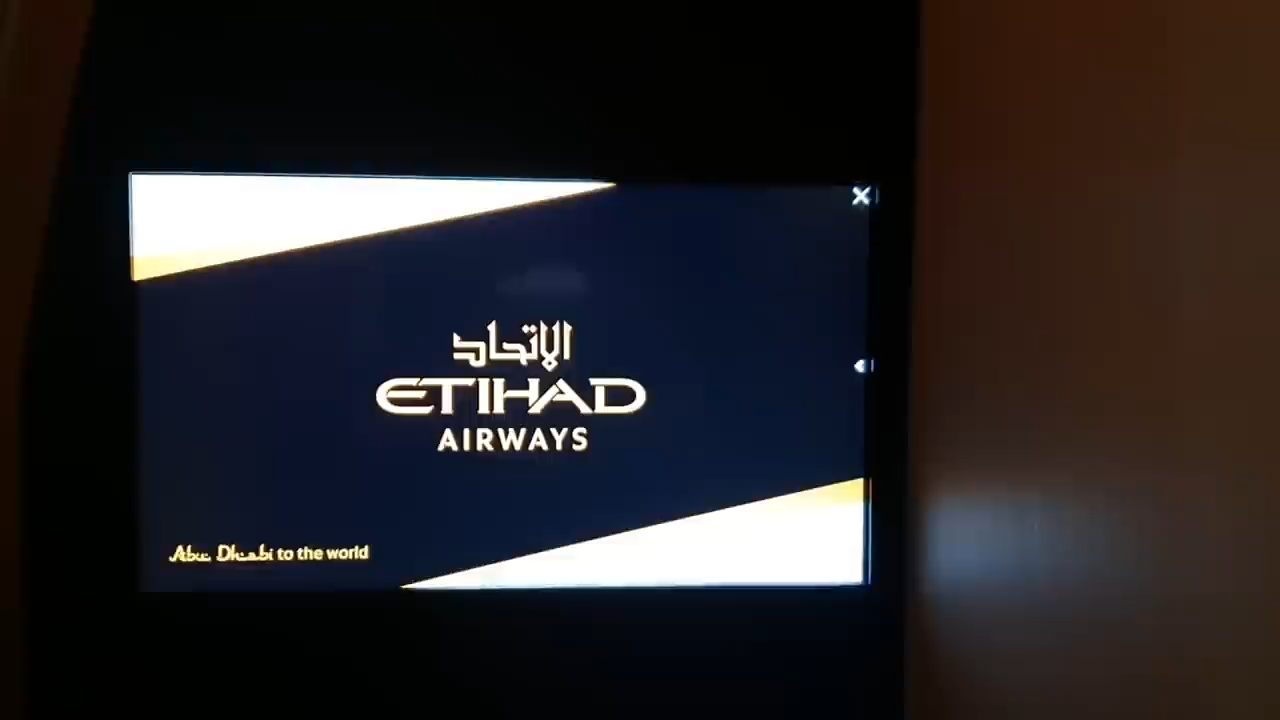 الاتحاد
ETIHAD
AIRWAYS
Abu Dhabi to the world